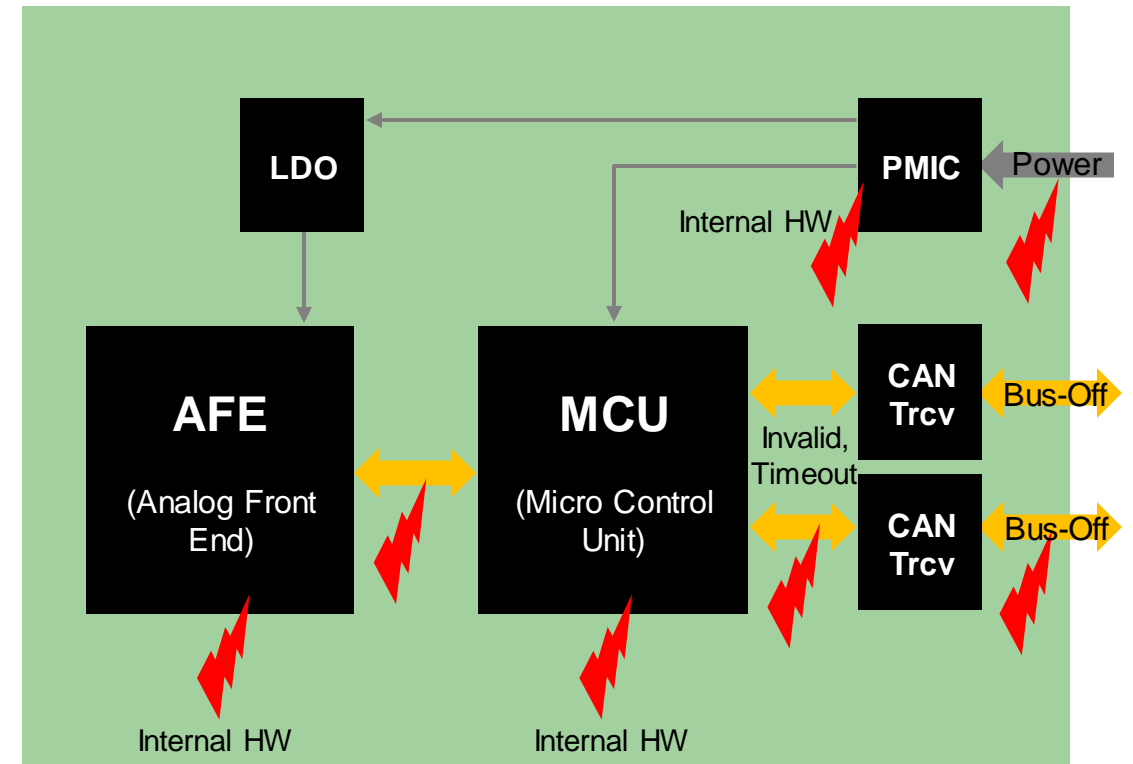 LDO
PMIC
Power
Internal HW
AFE
(Analog Front
End)
MCU
(Micro Control
Unit)
CAN
Trcv
Bus-Off
Invalid,
Timeout
CAN
Trcv
Bus-Off
Internal HW
Internal HW